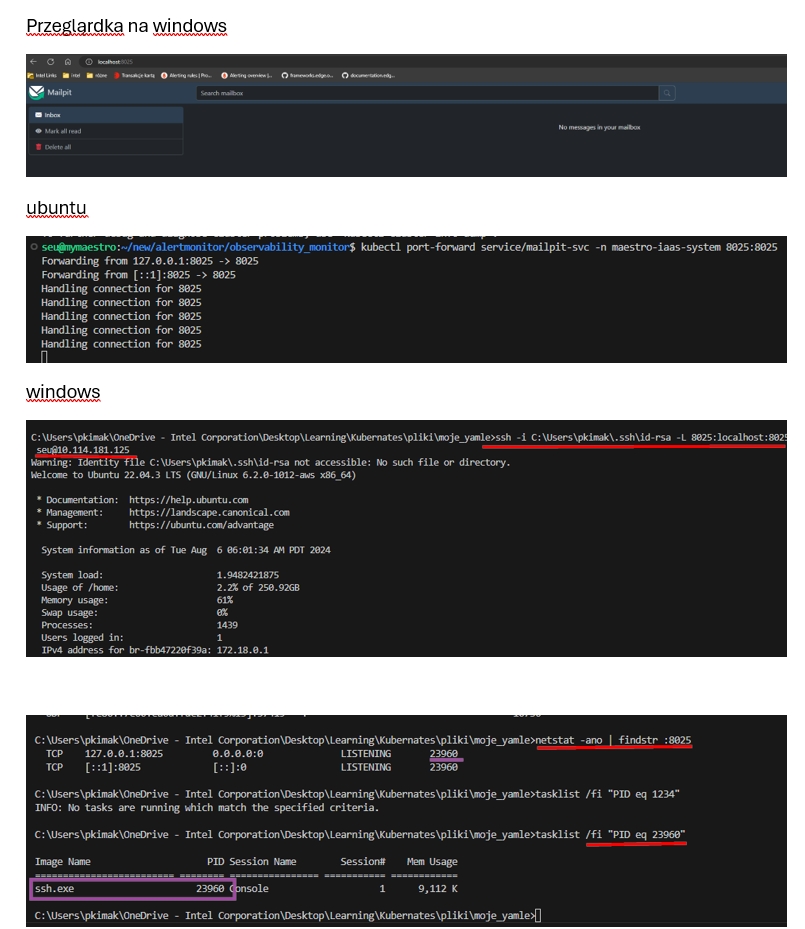 Przeglardka na windows
localhost:8025
Intel Links Intel różne Transakcje kartą Alerting rules | Pro... Alerting overview |... frameworks.edge.o... documentation.edg...
Mailpit
Search mailbox
Inbox
No messages in your mailbox
Mark all read
Delete all
ubuntu
seu@mymaestro:~/new/alertmonitor/observability_monitor$ kubectl port-forward service/mailpit-svc -n maestro-iaas-system 8025:8025
Forwarding from 127.0.0.1:8025 -> 8025
Forwarding from [::1]:8025 -> 8025
Handling connection for 8025
Handling connection for 8025
Handling connection for 8025
Handling connection for 8025
Handling connection for 8025
windows
C:\Users\pkimak\OneDrive - Intel Corporation\Desktop\Learning\Kubernates\pliki\moje_yamle>ssh -i C:\Users\pkimak\.ssh\id-rsa -L 8025:localhost:8025
seu@10.114.181.125
Warning: Identity file C:\Users\pkimak\.ssh\id-rsa not accessible: No such file or directory.
Welcome to Ubuntu 22.04.3 LTS (GNU/Linux 6.2.0-1012-aws x86_64)
* Documentation: https://help.ubuntu.com
* Management: https://landscape.canonical.com
* Support: https://ubuntu.com/advantage
System information as of Tue Aug 6 06:01:34 AM PDT 2024
System load: 1.9482421875
Usage of /home: 2.2% of 250.92GB
Memory usage: 61%
Swap usage: 0%
Processes: 1439
Users logged in: 1
IPv4 address for br-fbb47220f39a: 172.18.0.1
C:\Users\pkimak\OneDrive - Intel Corporation\Desktop\Learning\Kubernates\pliki\moje_yamle>netstat -ano | findstr :8025
TCP 127.0.0.1:8025 0.0.0.0:0 LISTENING 23960
TCP [::1]:8025 [::]:0 LISTENING 23960
C:\Users\pkimak\OneDrive - Intel Corporation\Desktop\Learning\Kubernates\pliki\moje_yamle>tasklist /fi "PID eq 1234"
INFO: No tasks are running which match the specified criteria.
C:\Users\pkimak\OneDrive - Intel Corporation\Desktop\Learning\Kubernates\pliki\moje_yamle>tasklist /fi "PID eq 23960"
Image Name PID Session Name Session# Mem Usage
========================= ======== ================ =========== ============
ssh.exe 23960 Console 1 9,112 K
C:\Users\pkimak\OneDrive - Intel Corporation\Desktop\Learning\Kubernates\pliki\moje_yamle>